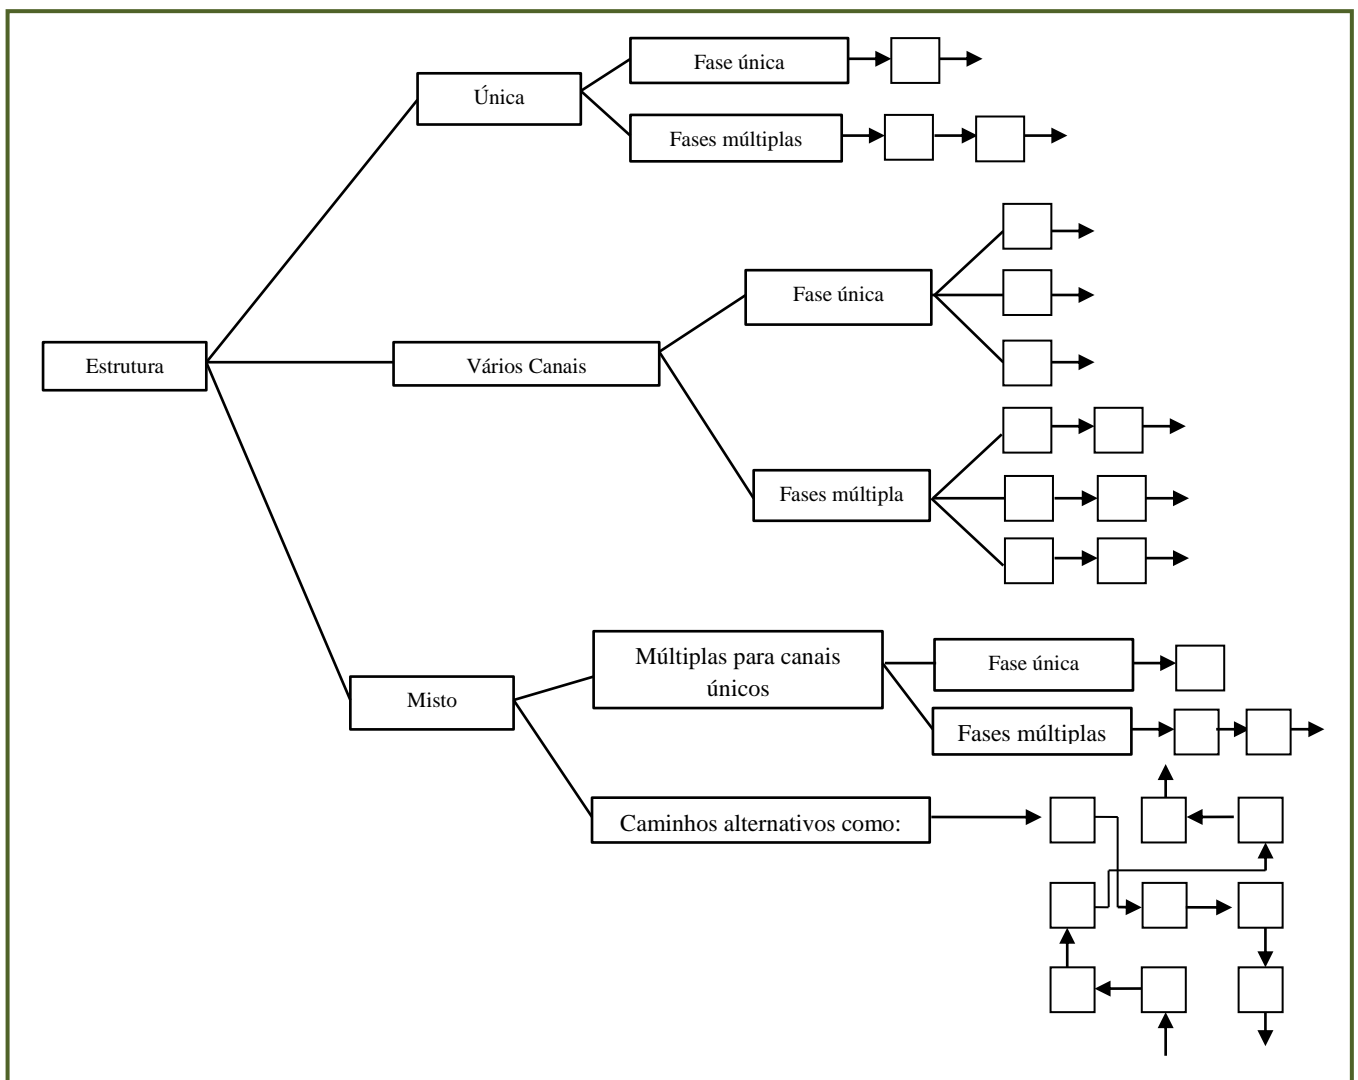 Fase única
Única
Fases múltiplas
Fase única
Estrutura
Vários Canais
Fases múltipla
Múltiplas para canais
únicos
Fase única
Misto
Fases múltiplas
Caminhos alternativos como: